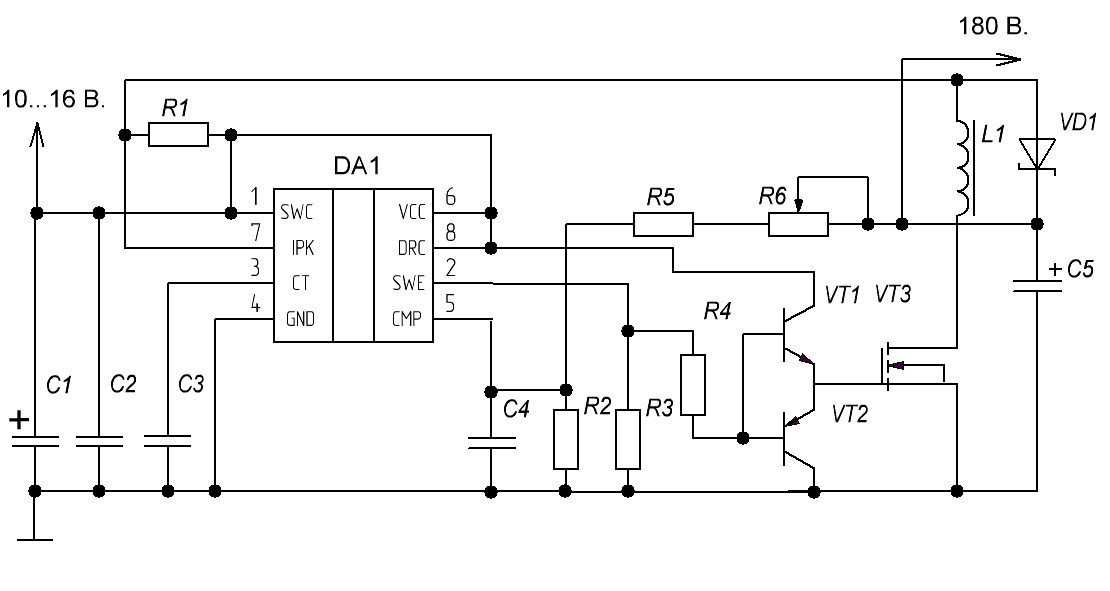 180 В.
10...16 В.
R1
VD1
L1
DA1
1 SWC VCC 6
R5
R6
7 IPK DRC 8
3 CT SWE 2
+ C5
4 GND CMP 5
VT1 VT3
R4
C1
C2
C3
+
C4
R2
R3
VT2